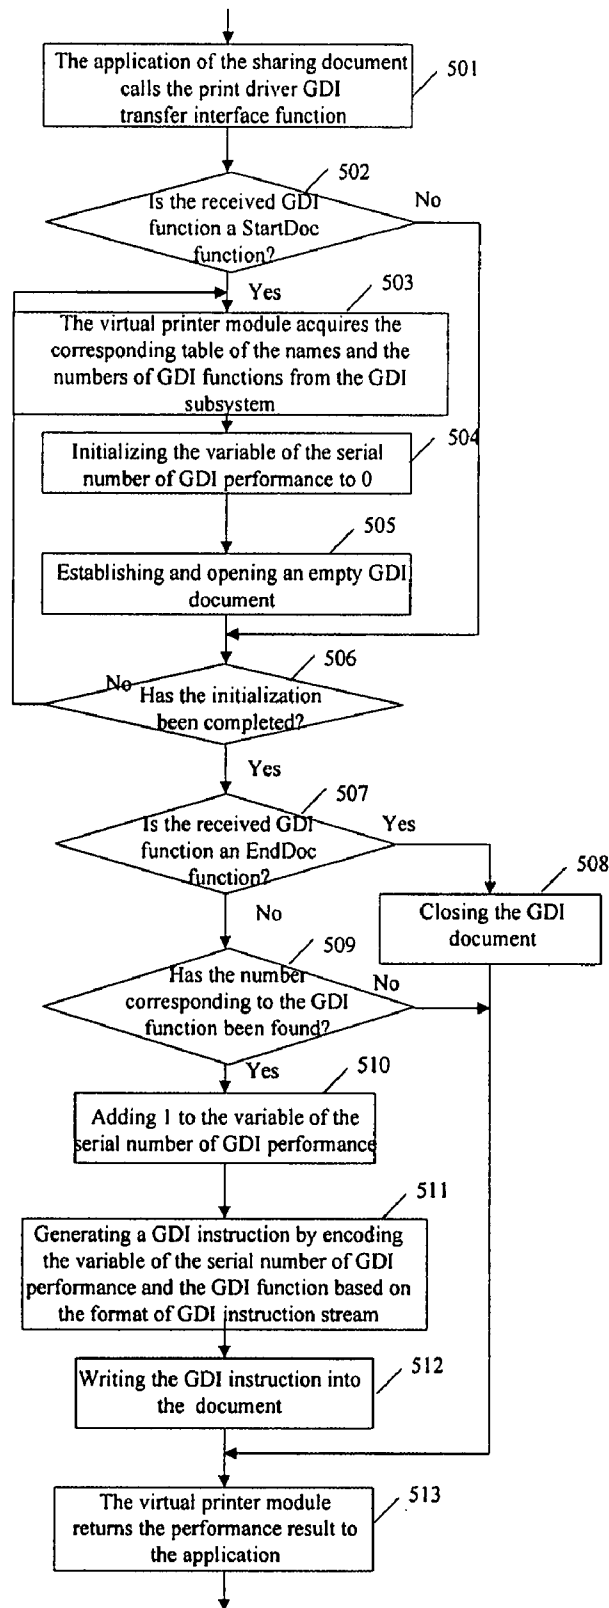 The application of the sharing document
calls the print driver GDI
transfer interface function
501
502
Is the received GDI
function a StartDoc
function?
No
Yes
503
The virtual printer module acquires the
corresponding table of the names and the
numbers of GDI functions from the GDI
subsystem
504
Initializing the variable of the serial
number of GDI performance to 0
505
Establishing and opening an empty GDI
document
506
No
Has the initialization
been completed?
Yes
507
Is the received GDI
function an EndDoc
function?
Yes
508
Closing the GDI
document
No
509
Has the number
corresponding to the GDI
function been found?
No
Yes
510
Adding 1 to the variable of the
serial number of GDI performance
511
Generating a GDI instruction by encoding
the variable of the serial number of GDI
performance and the GDI function based on
the format of GDI instruction stream
512
Writing the GDI instruction into
the document
513
The virtual printer module
returns the performance result to
the application